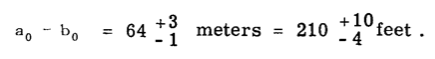 a₀ - b₀ = 64 +3 -1 meters = 210 +10 -4 feet .